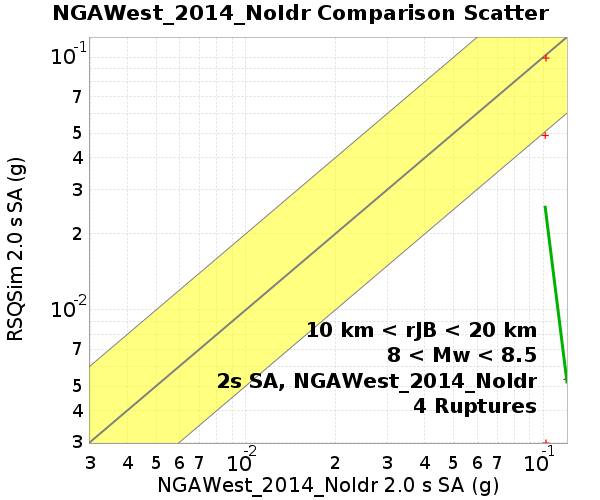 NGAWest_2014_NoIdr Comparison Scatter
RSQSim 2.0 s SA (g)
10-1
7
5
4
3
2
10-2
7
5
4
3
10 km < rJB < 20 km
8 < Mw < 8.5
2s SA, NGAWest_2014_NoIdr
4 Ruptures
3 4 5 6 7 10-2 2 3 4 5 6 7 10-1
NGAWest_2014_NoIdr 2.0 s SA (g)